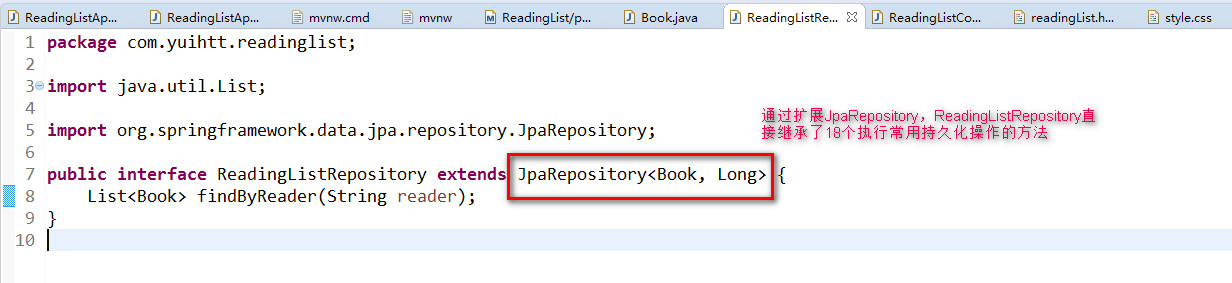 ReadingListAp... ReadingListAp... mvnw.cmd mvnw ReadingList/p... Book.java ReadingListRe... ReadingListCo... readingList.h... style.css
1 package com.yuihtt.readinglist;
2
3 import java.util.List;
4
5 import org.springframework.data.jpa.repository.JpaRepository;
通过扩展JpaRepository，ReadingListRepository直
接继承了18个执行常用持久化操作的方法
6
7 public interface ReadingListRepository extends JpaRepository<Book, Long> {
8 List<Book> findByReader(String reader);
9 }
10